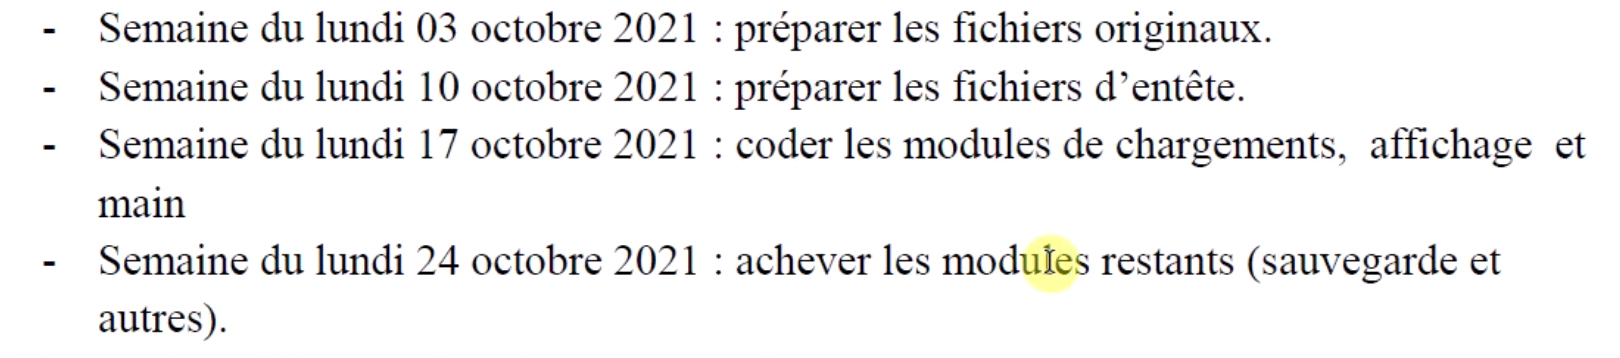 - Semaine du lundi 03 octobre 2021 : préparer les fichiers originaux.
- Semaine du lundi 10 octobre 2021 : préparer les fichiers d’entête.
- Semaine du lundi 17 octobre 2021 : coder les modules de chargements, affichage et
main
- Semaine du lundi 24 octobre 2021 : achever les modules restants (sauvegarde et
autres).